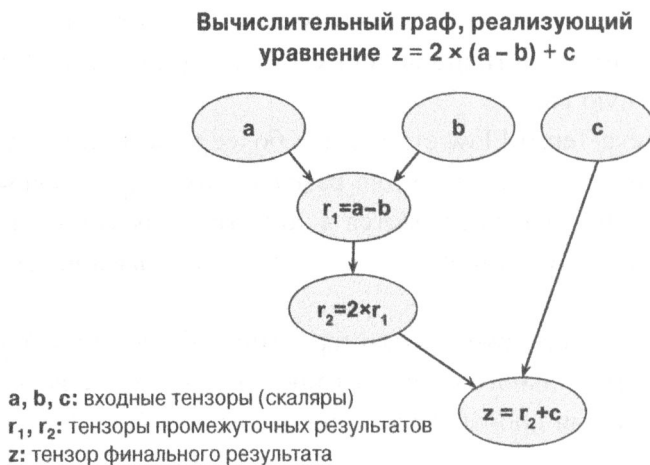 Вычислительный граф, реализующий
уравнение z = 2 × (a – b) + c
a
b
c
r₁=a–b
r₂=2×r₁
z = r₂+c
a, b, c: входные тензоры (скаляры)
r₁, r₂: тензоры промежуточных результатов
z: тензор финального результата